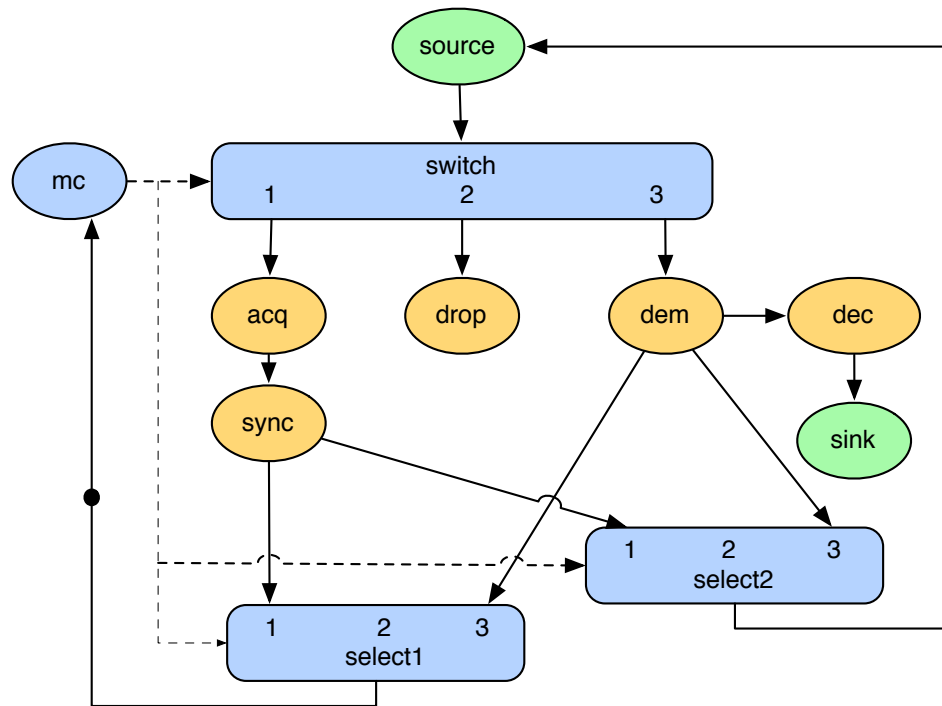 source
mc
switch
1 2 3
acq
drop
dem
dec
sync
sink
1 2 3
select2
1 2 3
select1